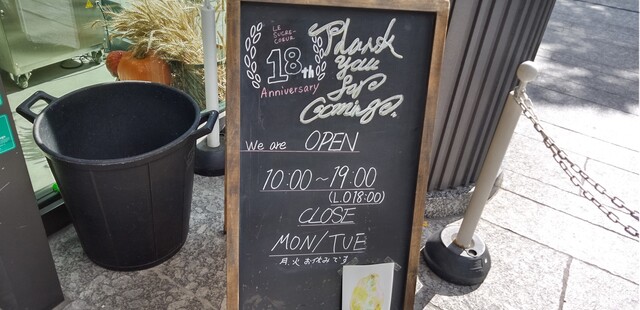 LE
SUCRE-
COEUR
18th
Anniversary
Thank
you
for
Coming.
We are OPEN
10:00～19:00
(L.O18:00)
CLOSE
MON/TUE
月.火 お休みです